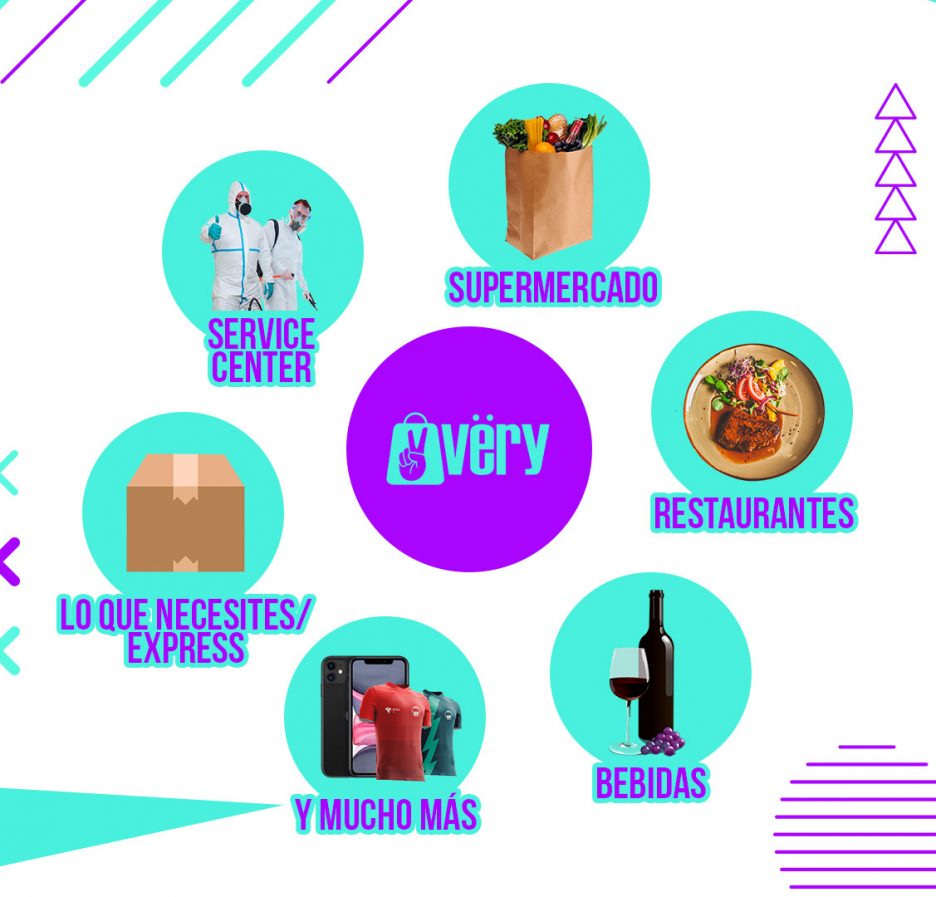 SUPERMERCADO
SERVICE
CENTER
vëry
RESTAURANTES
LO QUE NECESITES/
EXPRESS
BEBIDAS
Y MUCHO MÁS